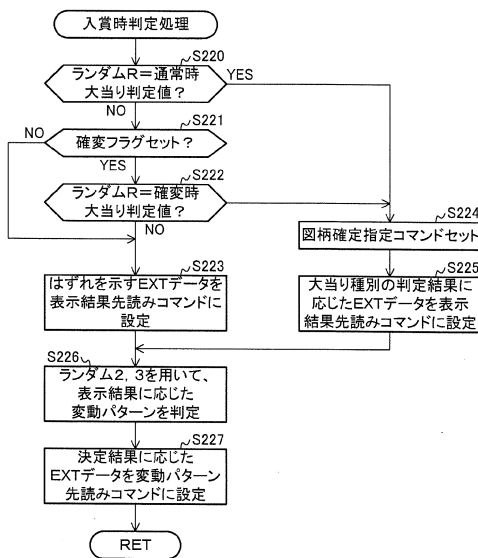 入賞時判定処理
S220
ランダムR=通常時
大当り判定値?
YES
NO
S221
NO
確変フラグセット?
YES
S222
ランダムR=確変時
大当り判定値?
NO
S224
図柄確定指定コマンドセット
S223
はずれを示すEXTデータを
表示結果先読みコマンドに
設定
S225
大当り種別の判定結果に
応じたEXTデータを表示
結果先読みコマンドに設定
S226
ランダム2, 3を用いて、
表示結果に応じた
変動パターンを判定
S227
決定結果に応じた
EXTデータを変動パターン
先読みコマンドに設定
RET